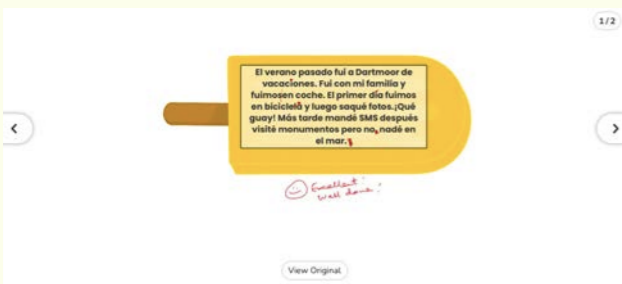 1/2
El verano pasado fui a Dartmoor de
vacaciones. Fui con mi familia y
fuimosen coche. El primer día fuimos
en bicicleta y luego saqué fotos.¡Qué
guay! Más tarde mandé SMS después
visité monumentos pero no nadé en
el mar.
Excellent!
Well done!
View Original